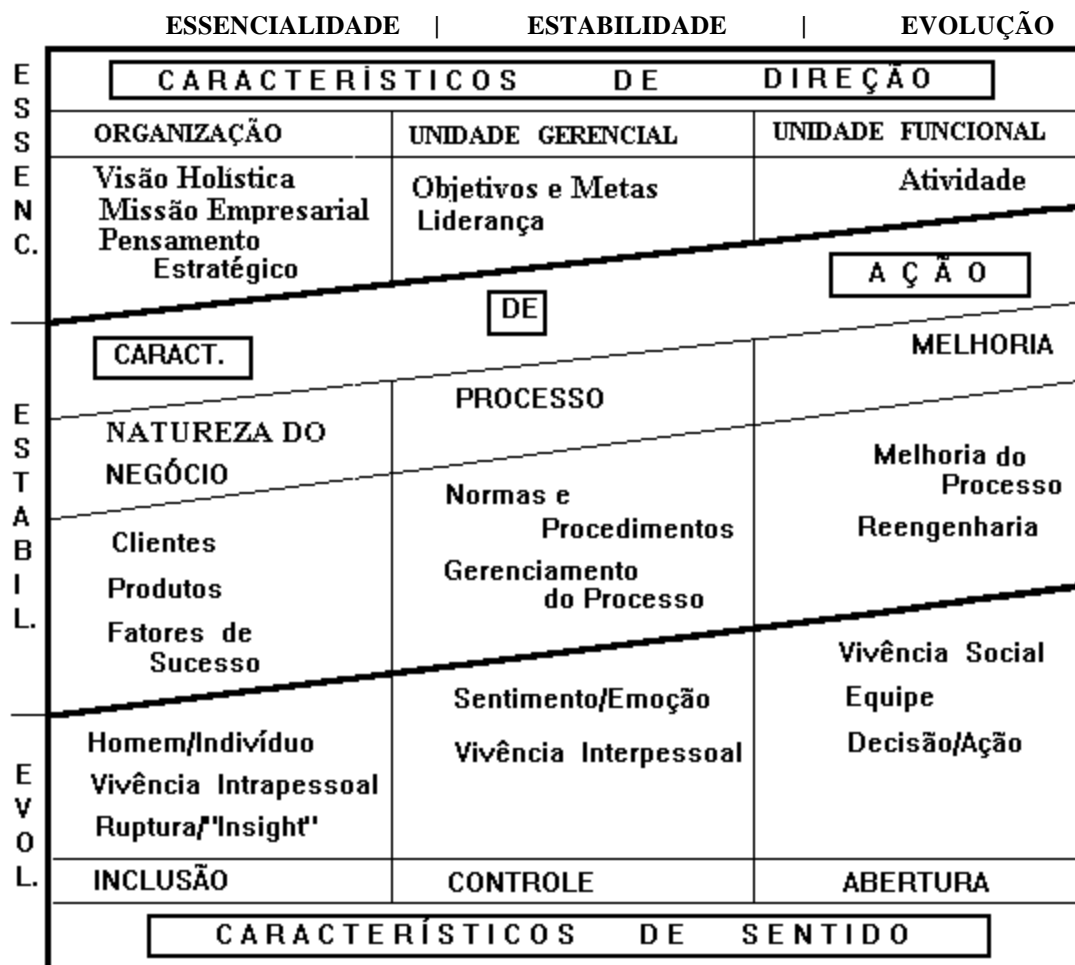 ESSENCIALIDADE | ESTABILIDADE | EVOLUÇÃO
ESSENC.
CARACTERÍSTICOS DE DIREÇÃO
ORGANIZAÇÃO UNIDADE GERENCIAL UNIDADE FUNCIONAL
Visão Holística
Missão Empresarial
Pensamento
Estratégico
Objetivos e Metas
Liderança
Atividade
ESTABIL.
CARACT. DE AÇÃO
NATUREZA DO
NEGÓCIO
PROCESSO
MELHORIA
Clientes
Produtos
Fatores de
Sucesso
Normas e
Procedimentos
Gerenciamento
do Processo
Melhoria do
Processo
Reengenharia
EVOL.
Homem/Indivíduo
Vivência Intrapessoal
Ruptura/"Insight"
Sentimento/Emoção
Vivência Interpessoal
Vivência Social
Equipe
Decisão/Ação
INCLUSÃO CONTROLE ABERTURA
CARACTERÍSTICOS DE SENTIDO